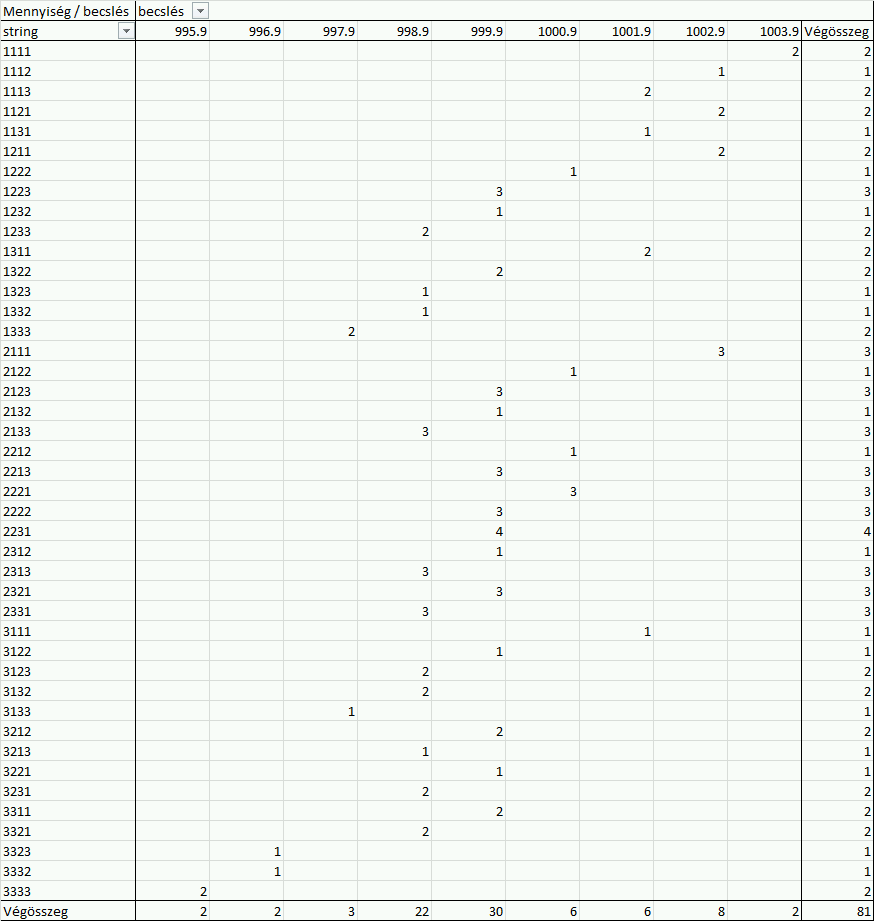 Mennyiség / becslés becslés
string 995.9 996.9 997.9 998.9 999.9 1000.9 1001.9 1002.9 1003.9 Végösszeg
1111 2 2
1112 1 1
1113 2 2
1121 2 2
1131 1 1
1211 2 2
1222 1 1
1223 3 3
1232 1 1
1233 2 2
1311 2 2
1322 2 2
1323 1 1
1332 1 1
1333 2 2
2111 3 3
2122 1 1
2123 3 3
2132 1 1
2133 3 3
2212 1 1
2213 3 3
2221 3 3
2222 3 3
2231 4 4
2312 1 1
2313 3 3
2321 3 3
2331 3 3
3111 1 1
3122 1 1
3123 2 2
3132 2 2
3133 1 1
3212 2 2
3213 1 1
3221 1 1
3231 2 2
3311 2 2
3321 2 2
3323 1 1
3332 1 1
3333 2 2
Végösszeg 2 2 3 22 30 6 6 8 2 81